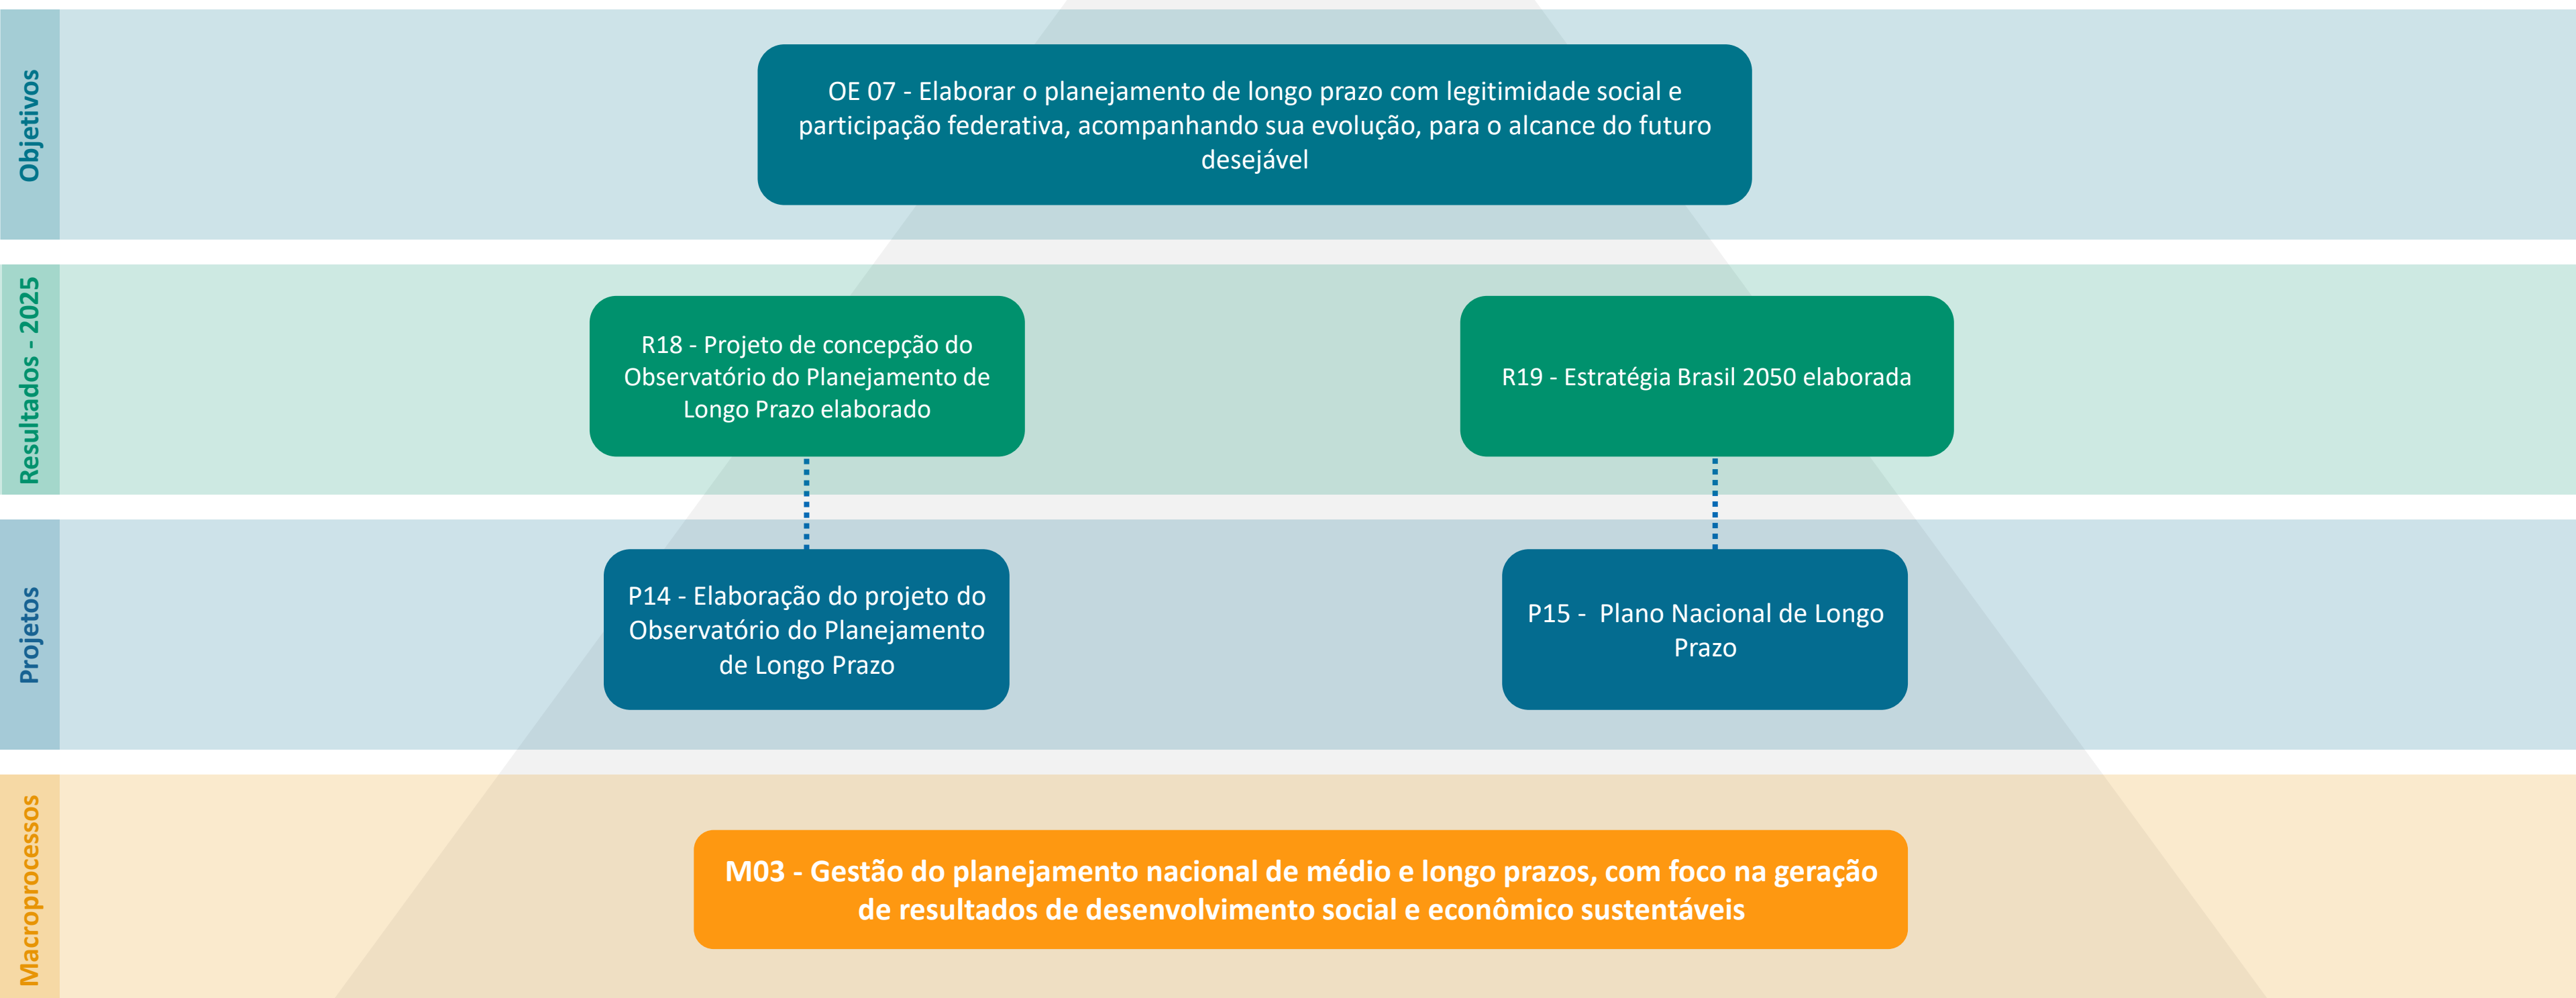 Objetivos
OE 07 - Elaborar o planejamento de longo prazo com legitimidade social e
participação federativa, acompanhando sua evolução, para o alcance do futuro
desejável
Resultados - 2025
R18 - Projeto de concepção do
Observatório do Planejamento de
Longo Prazo elaborado
R19 - Estratégia Brasil 2050 elaborada
Projetos
P14 - Elaboração do projeto do
Observatório do Planejamento
de Longo Prazo
P15 -  Plano Nacional de Longo
Prazo
Macroprocessos
M03 - Gestão do planejamento nacional de médio e longo prazos, com foco na geração
de resultados de desenvolvimento social e econômico sustentáveis